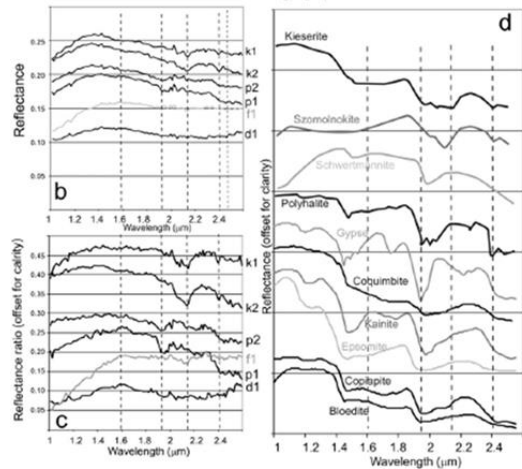 b
Reflectance
0.25
0.20
0.15
0.10
0.05
k1
k2
p2
p1
f1
d1
1 1.2 1.4 1.6 1.8 2 2.2 2.4
Wavelength (µm)
c
Reflectance ratio (offset for calrity)
0.45
0.40
0.35
0.30
0.25
0.20
0.15
0.10
0.05
k1
k2
p2
f1
p1
d1
1 1.2 1.4 1.6 1.8 2 2.2 2.4
Wavelength (µm)
d
Reflectance (offset for clarity)
Kieserite
Szomolnokite
Schwertmannite
Polyhalite
Gypse
Coquimbite
Kainite
Epsomite
Copiapite
Bloedite
1 1.2 1.4 1.6 1.8 2 2.2 2.4
Wavelength (µm)